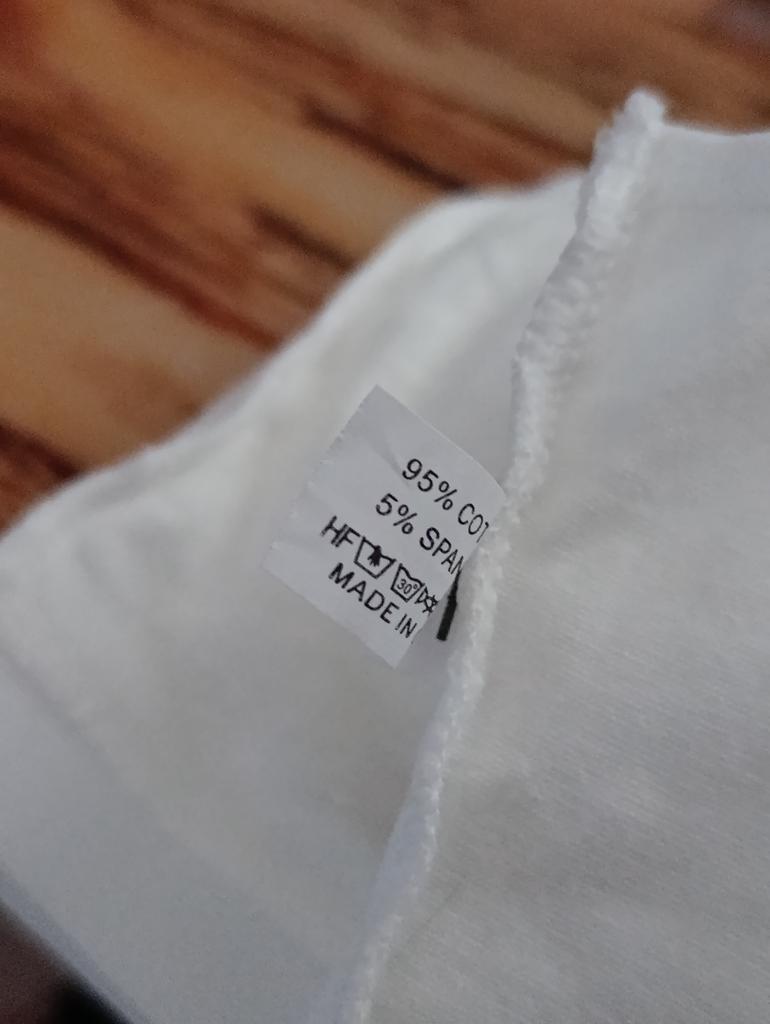 95% COT
5% SPAN
HF 30°
MADE IN